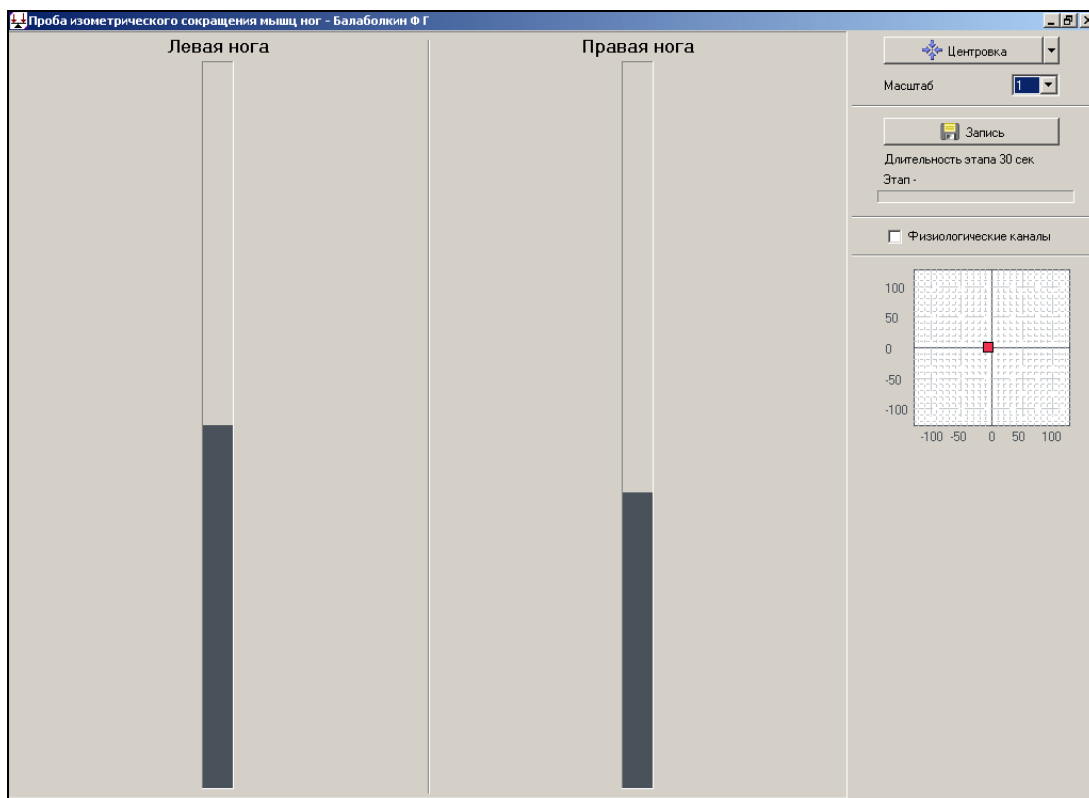 Проба изометрического сокращения мышц ног - Балаболкин Ф Г
Левая нога
Правая нога
Центровка
Масштаб 1
Запись
Длительность этапа 30 сек
Этап -
Физиологические каналы
100
50
0
-50
-100
-100 -50 0 50 100